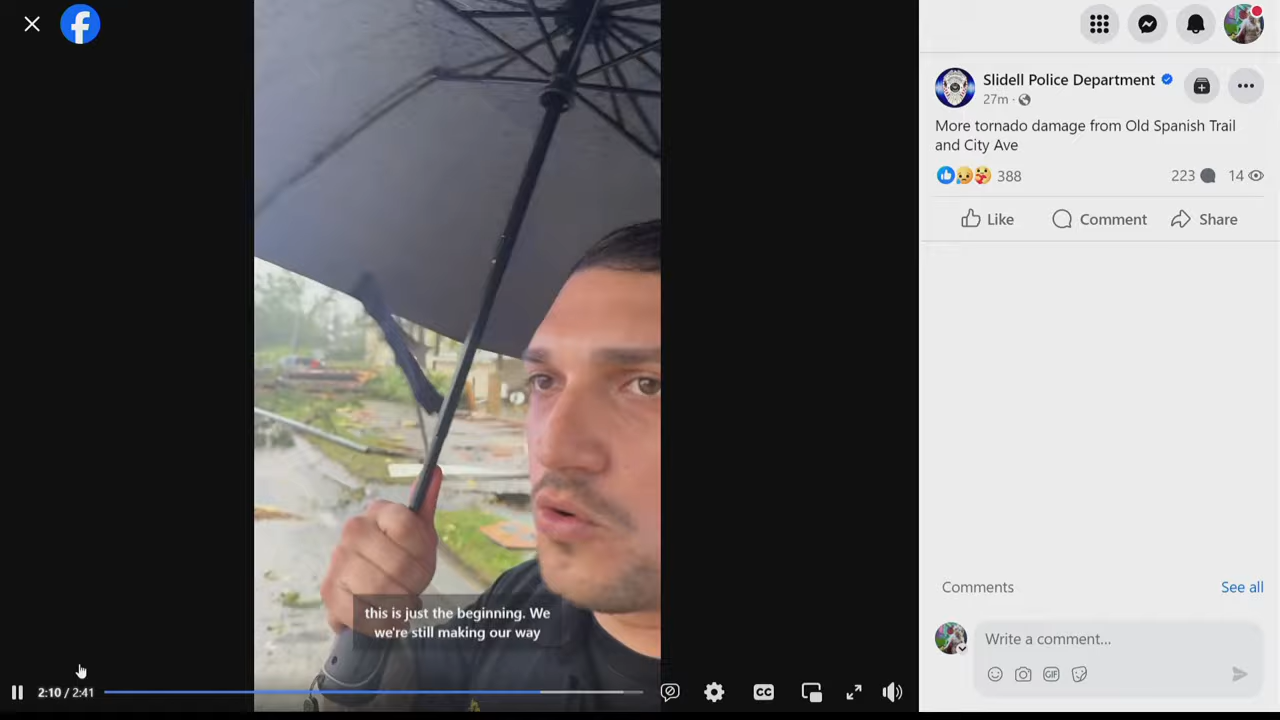 Slidell Police Department
27m
More tornado damage from Old Spanish Trail
and City Ave
388
223
14
Like
Comment
Share
this is just the beginning. We
we're still making our way
Comments
See all
Write a comment...
GIF
2:10 / 2:41
CC